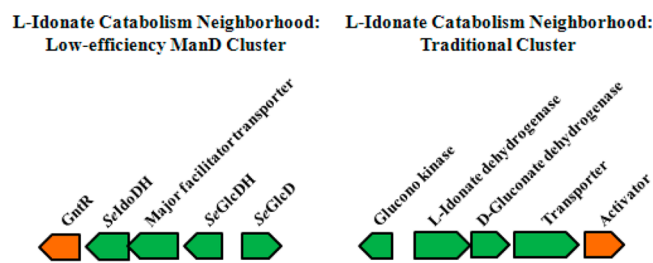 L-Idonate Catabolism Neighborhood:
Low-efficiency ManD Cluster
GntR
SeIdoDH
Major facilitator transporter
SeGlcDH
SeGlcD
L-Idonate Catabolism Neighborhood:
Traditional Cluster
Glucono kinase
L-Idonate dehydrogenase
D-Gluconate dehydrogenase
Transporter
Activator